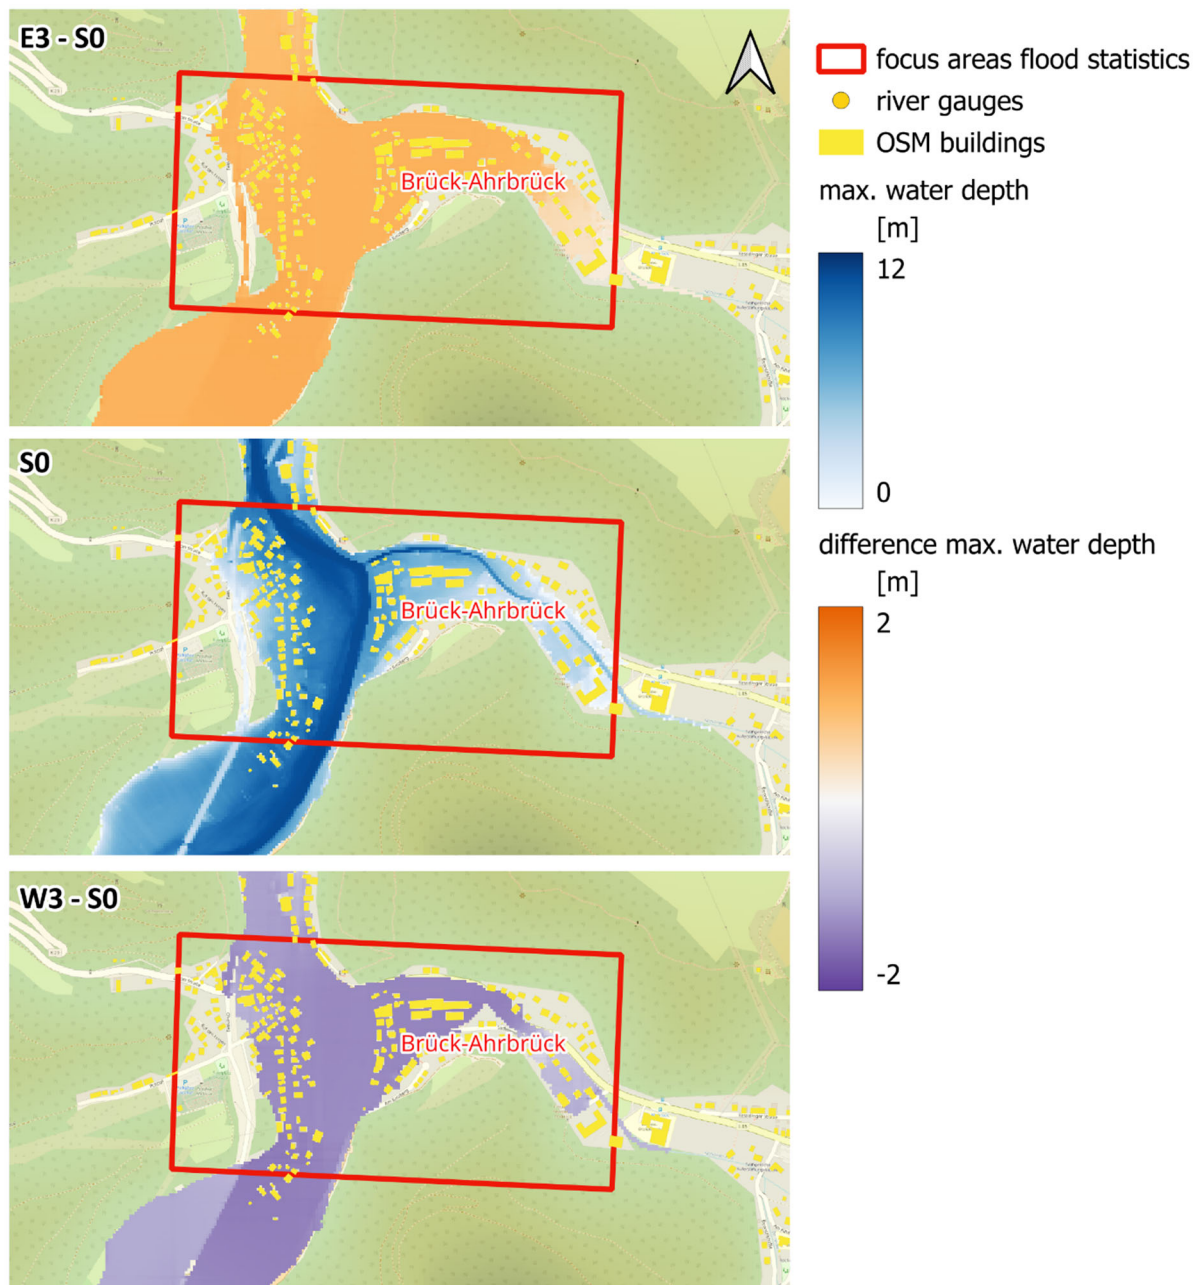 E3 - S0
Brück-Ahrbrück
S0
Brück-Ahrbrück
W3 - S0
Brück-Ahrbrück
focus areas flood statistics
river gauges
OSM buildings
max. water depth
[m]
12
0
difference max. water depth
[m]
2
-2